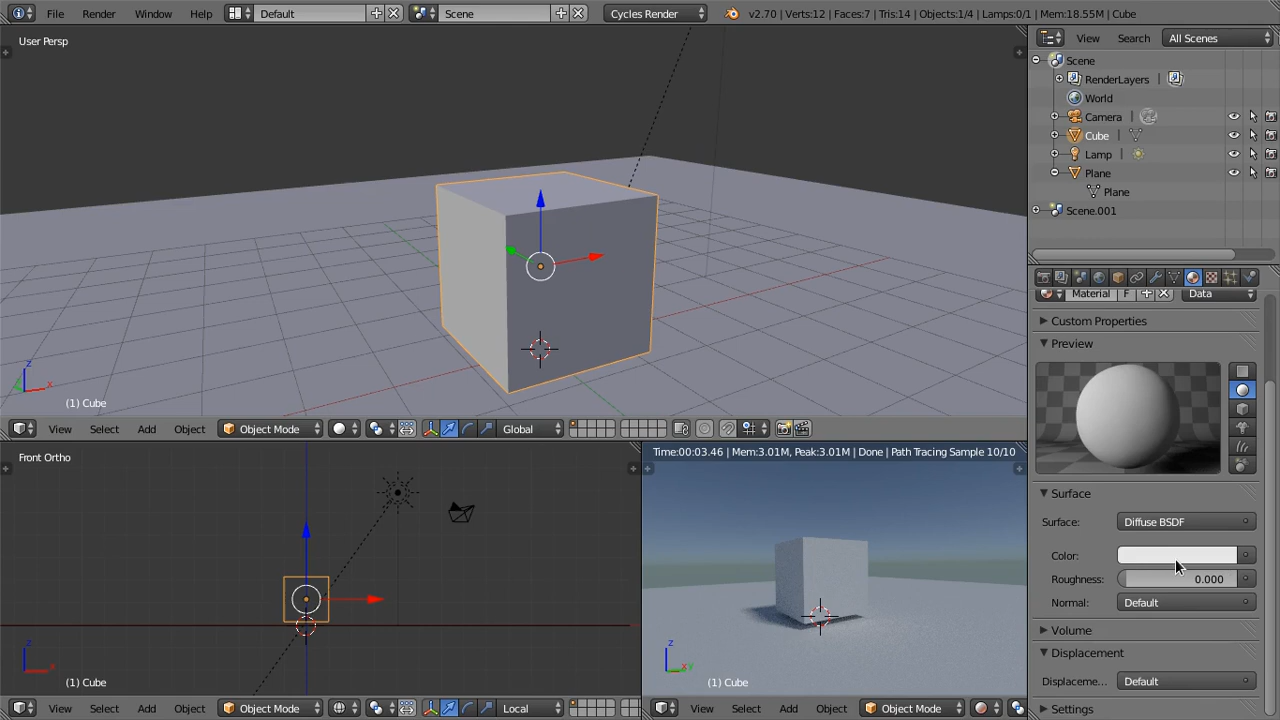 File Render Window Help Default Scene Cycles Render v2.70 | Verts:12 | Faces:7 | Tris:14 | Objects:1/4 | Lamps:0/1 | Mem:18.55M | Cube
User Persp
(1) Cube
View Select Add Object Object Mode Global
Front Ortho
(1) Cube
View Select Add Object Object Mode Local
Time:00:03.46 | Mem:3.01M, Peak:3.01M | Done | Path Tracing Sample 10/10
(1) Cube
View Select Add Object Object Mode
View Search All Scenes
Scene
RenderLayers
World
Camera
Cube
Lamp
Plane
Plane
Scene.001
Material F Data
Custom Properties
Preview
Surface
Surface: Diffuse BSDF
Color:
Roughness: 0.000
Normal: Default
Volume
Displacement
Displaceme... Default
Settings